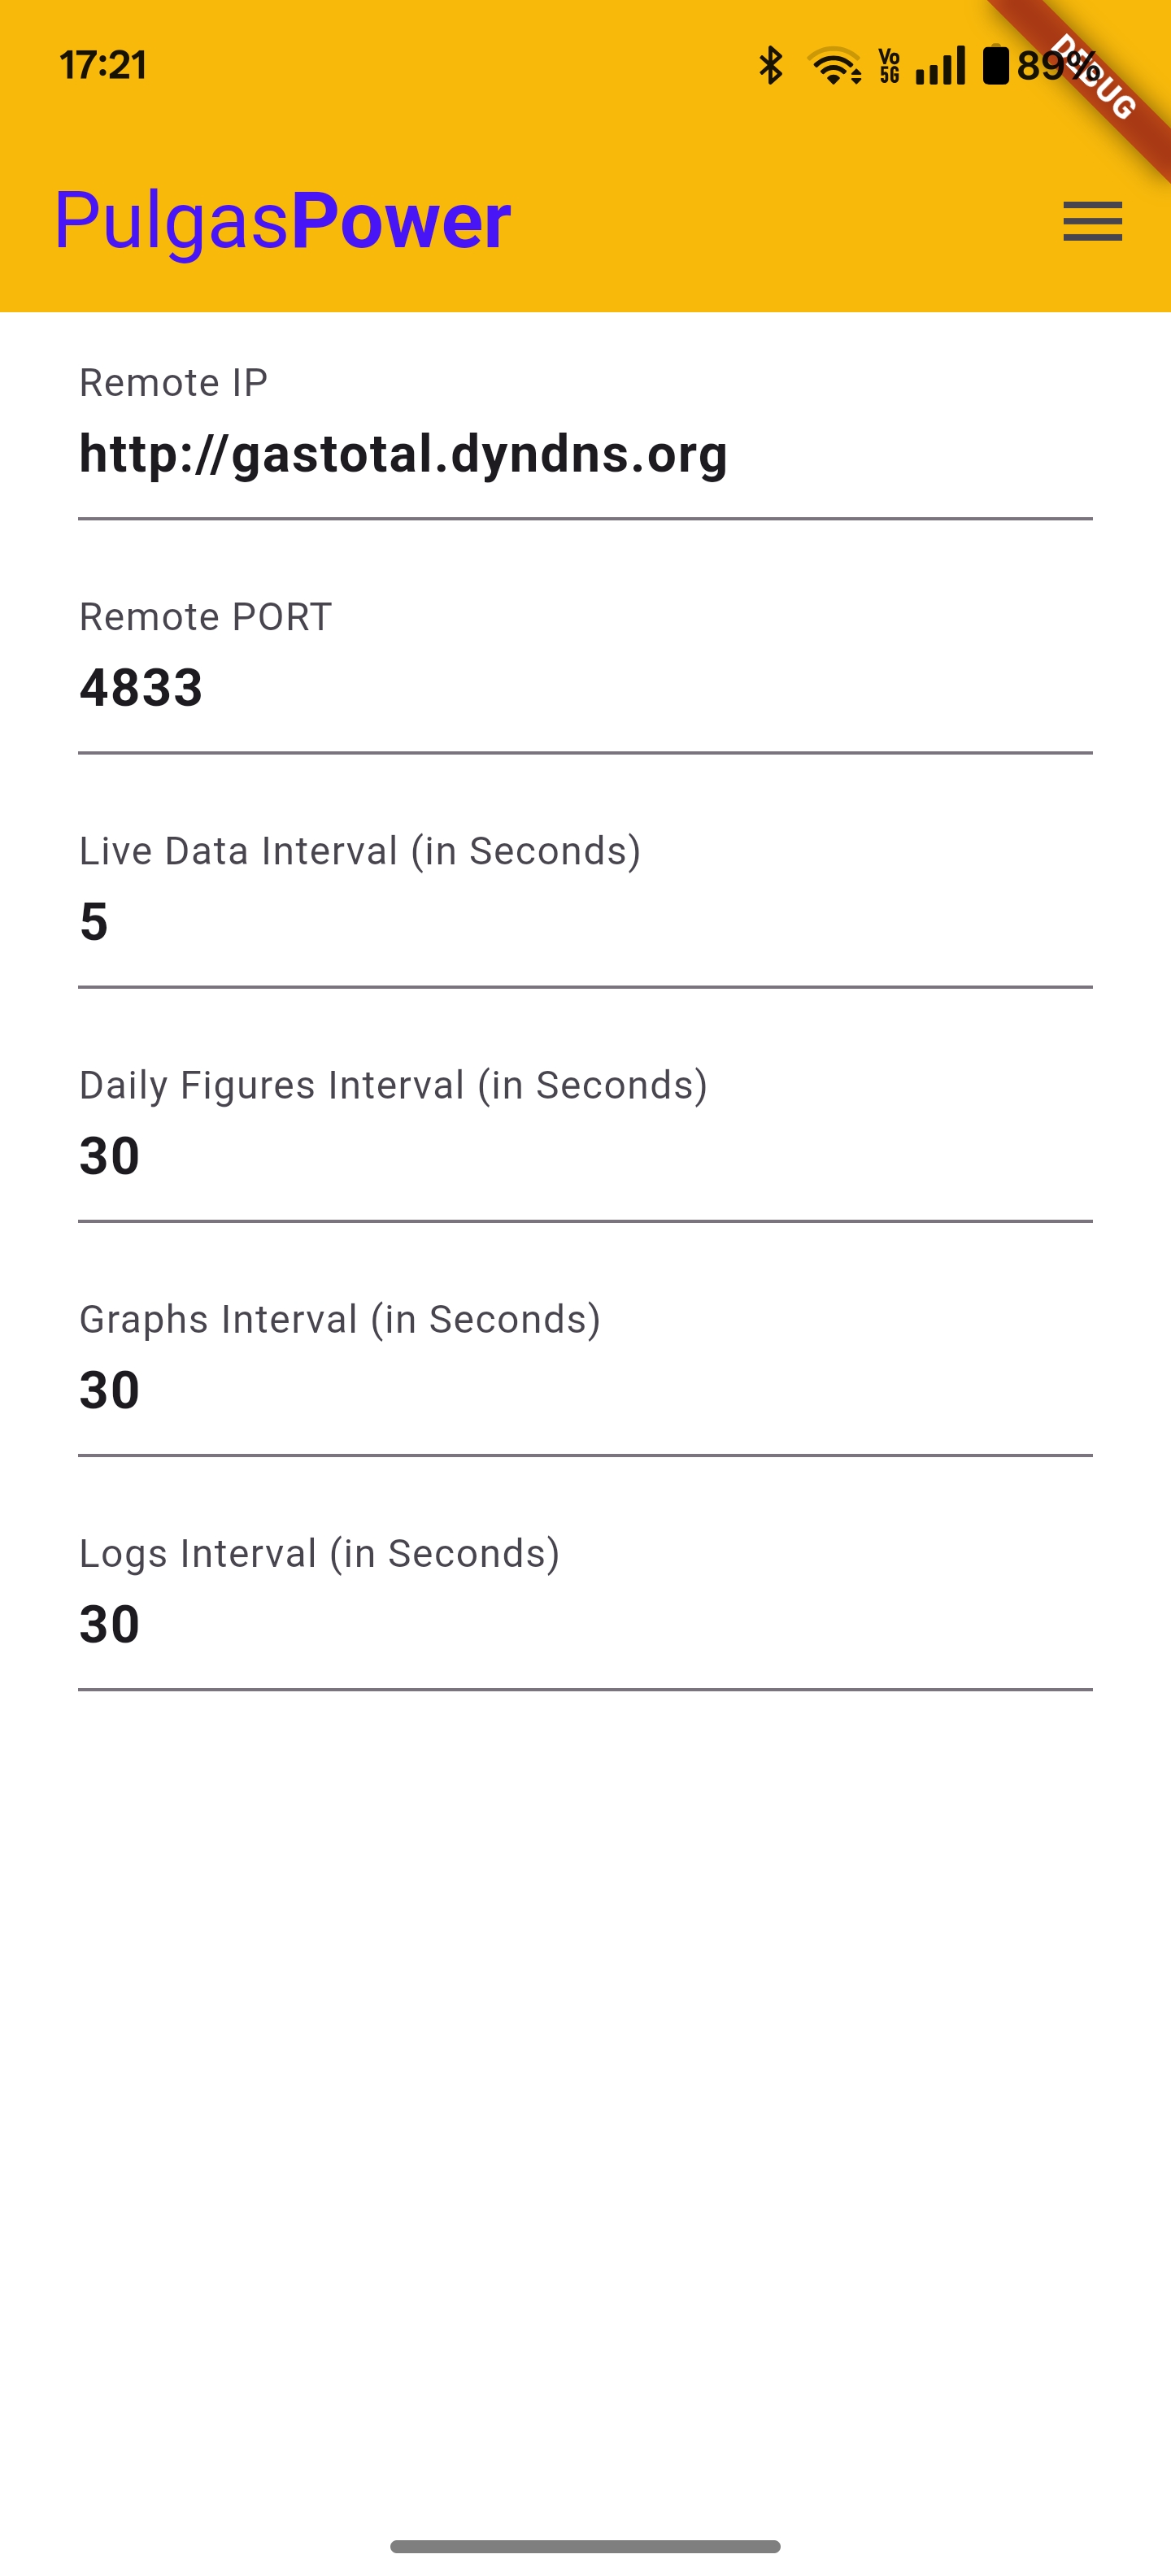 17:21
Vo 5G 89%
DEBUG
PulgasPower
Remote IP
http://gastotal.dyndns.org
Remote PORT
4833
Live Data Interval (in Seconds)
5
Daily Figures Interval (in Seconds)
30
Graphs Interval (in Seconds)
30
Logs Interval (in Seconds)
30